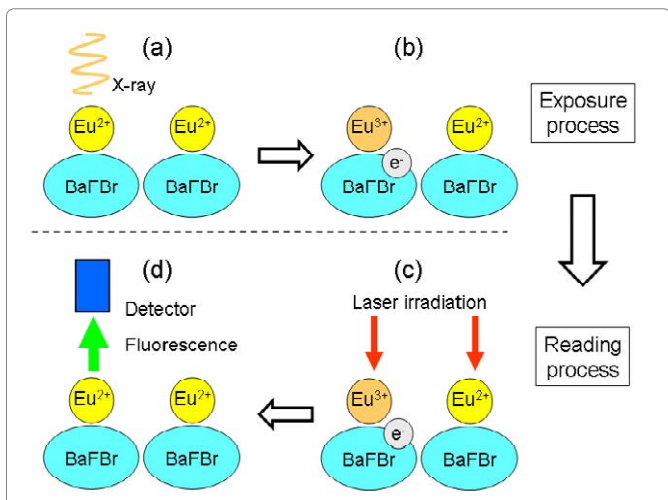 (a)
(b)
X-ray
Eu²⁺
Eu²⁺
Eu³⁺
Eu²⁺
Exposure
process
e⁻
BaFBr
BaFBr
BaFBr
BaFBr
(d)
(c)
Detector
Laser irradiation
Fluorescence
Reading
process
Eu²⁺
Eu²⁺
Eu³⁺
Eu²⁺
e⁻
BaFBr
BaFBr
BaFBr
BaFBr